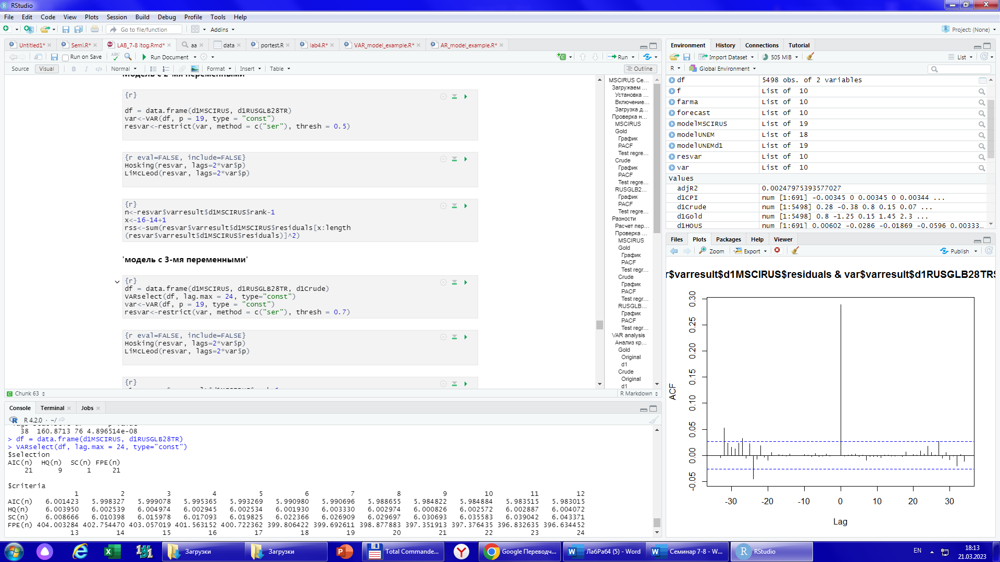 RStudio
File Edit Code View Plots Session Build Debug Profile Tools Help
Go to file/function Addins Project: (None)
Untitled1* Semi.R* LAB_7-8 itog.Rmd* aa data portest.R lab4.R* VAR_model_example.R* AR_model_example.R*
Run on Save ABC Run Document Run
Source Visual B I </> Normal Format Insert Table Outline
модель с 2-мя переменными
{r}
df = data.frame(d1MSCIRUS, d1RUSGLB28TR)
var<-VAR(df, p = 19, type = "const")
resvar<-restrict(var, method = c("ser"), thresh = 0.5)
{r eval=FALSE, include=FALSE}
Hosking(resvar, lags=2*var$p)
LiMcLeod(resvar, lags=2*var$p)
{r}
n<-resvar$varresult$d1MSCIRUS$rank-1
x<-16-14+1
rss<-sum(resvar$varresult$d1MSCIRUS$residuals[x:length
(resvar$varresult$d1MSCIRUS$residuals)]^2)
'модель с 3-мя переменными'
{r}
df = data.frame(d1MSCIRUS, d1RUSGLB28TR, d1Crude)
VARselect(df, lag.max = 24, type="const")
var<-VAR(df, p = 19, type = "const")
resvar<-restrict(var, method = c("ser"), thresh = 0.7)
{r eval=FALSE, include=FALSE}
Hosking(resvar, lags=2*var$p)
LiMcLeod(resvar, lags=2*var$p)
{r}
MSCIRUS Ce...
Загружаем ...
Установка ...
Включение...
Загрузка д...
Проверка н...
MSCIRUS
Gold
График
PACF
Test regre...
Crude
График
PACF
Test regre...
RUSGLB2...
График
PACF
Test regre...
Разности
Расчет пер...
Проверка ...
MSCIRUS
Gold
График
PACF
Test regr...
Crude
График
PACF
Test regr...
RUSGLB...
График
PACF
Test regr...
VAR analysis
Анализ кр...
Gold
Original
d1
Crude
Original
d1
Chunk 63 R Markdown
Console Terminal Jobs
R 4.2.0 · ~/
38 160.8713 76 4.896514e-08
> df = data.frame(d1MSCIRUS, d1RUSGLB28TR)
> VARselect(df, lag.max = 24, type="const")
$selection
AIC(n) HQ(n) SC(n) FPE(n)
21 9 1 21
$criteria
1 2 3 4 5 6 7 8 9 10 11 12
AIC(n) 6.001423 5.998327 5.999078 5.995365 5.993269 5.990980 5.990696 5.988655 5.984822 5.984884 5.983515 5.983015
HQ(n) 6.003950 6.002539 6.004974 6.002945 6.002534 6.001930 6.003330 6.002974 6.000826 6.002572 6.002887 6.004072
SC(n) 6.008666 6.010398 6.015978 6.017093 6.019825 6.022366 6.026909 6.029697 6.030693 6.035583 6.039042 6.043371
FPE(n) 404.003284 402.754470 403.057019 401.563152 400.722362 399.806422 399.692611 398.877883 397.351913 397.376435 396.832635 396.634452
13 14 15 16 17 18 19 20 21 22 23 24
Environment History Connections Tutorial
Import Dataset 505 MiB List
R Global Environment
df 5498 obs. of 2 variables
f List of 10
farma List of 10
forecast List of 10
modelMSCIRUS List of 19
modelUNEM List of 18
modelUNEMd1 List of 19
resvar List of 10
var List of 10
Values
adjR2 0.00247975393577027
d1CPI num [1:691] -0.00345 0 0.00345 0 0.00344 ...
d1Crude num [1:5498] 0.28 -0.38 0.8 0.15 0.07 ...
d1Gold num [1:5498] 0.8 -1.25 0.15 1.45 2.3 ...
d1HOUS num [1:691] 0.00602 -0.0286 -0.01869 -0.0596 0.00333...
Files Plots Packages Help Viewer
Zoom Export Publish
r$varresult$d1MSCIRUS$residuals & var$varresult$d1RUSGLB28TR$
ACF
0.30
0.25
0.20
0.15
0.10
0.05
0.00
-0.05
-30 -20 -10 0 10 20 30
Lag
Загрузки Загрузки Total Commande... Google Переводч... ЛабРаб4 (5) - Word Семинар 7-8 - W... RStudio EN 18:13
21.03.2023